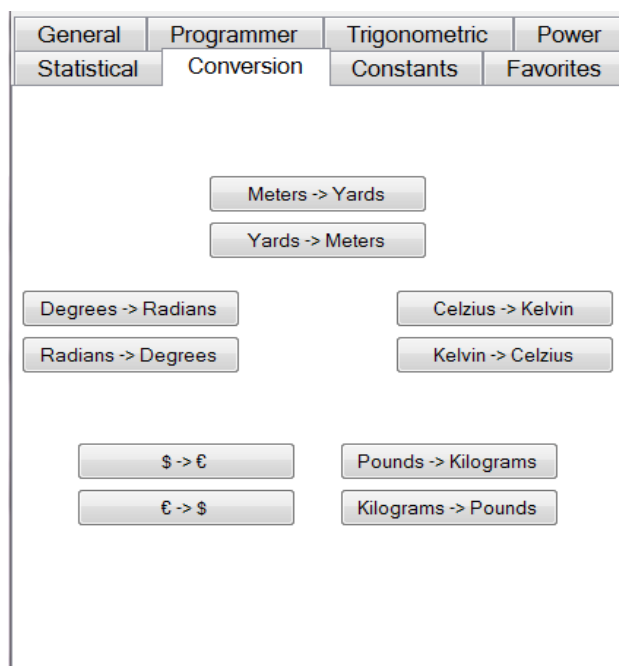 General Programmer Trigonometric Power
Statistical Conversion Constants Favorites
Meters -> Yards
Yards -> Meters
Degrees -> Radians Celzius -> Kelvin
Radians -> Degrees Kelvin -> Celzius
$ -> € Pounds -> Kilograms
€ -> $ Kilograms -> Pounds